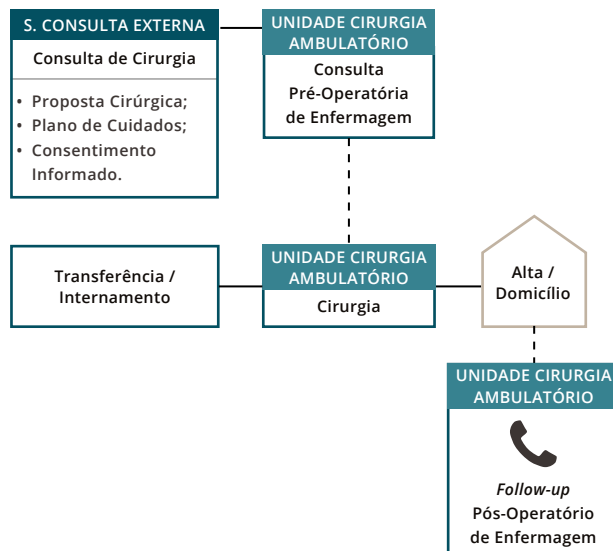 S. CONSULTA EXTERNA
Consulta de Cirurgia
• Proposta Cirúrgica;
• Plano de Cuidados;
• Consentimento
Informado.
UNIDADE CIRURGIA
AMBULATÓRIO
Consulta
Pré-Operatória
de Enfermagem
Transferência /
Internamento
UNIDADE CIRURGIA
AMBULATÓRIO
Cirurgia
Alta /
Domicílio
UNIDADE CIRURGIA
AMBULATÓRIO
Follow-up
Pós-Operatório
de Enfermagem